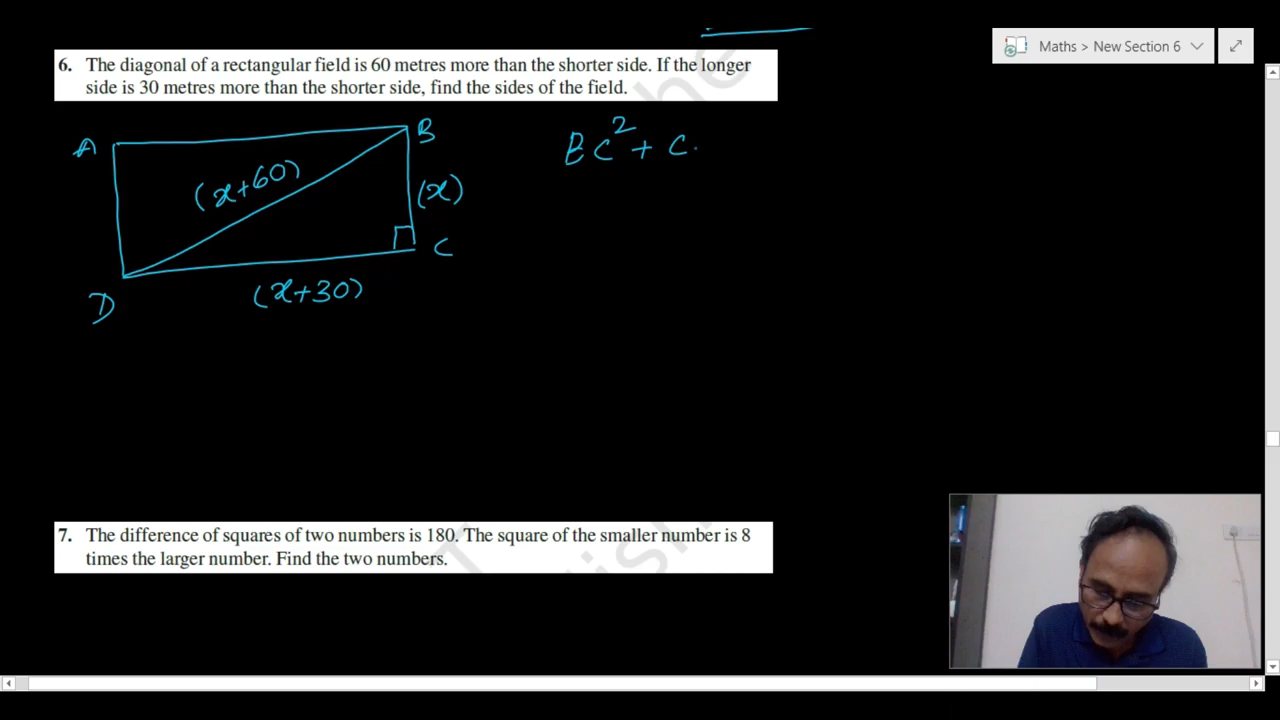 Maths > New Section 6
6. The diagonal of a rectangular field is 60 metres more than the shorter side. If the longer
side is 30 metres more than the shorter side, find the sides of the field.
A
B
BC² + C
(x+60)
(x)
C
(x+30)
D
7. The difference of squares of two numbers is 180. The square of the smaller number is 8
times the larger number. Find the two numbers.